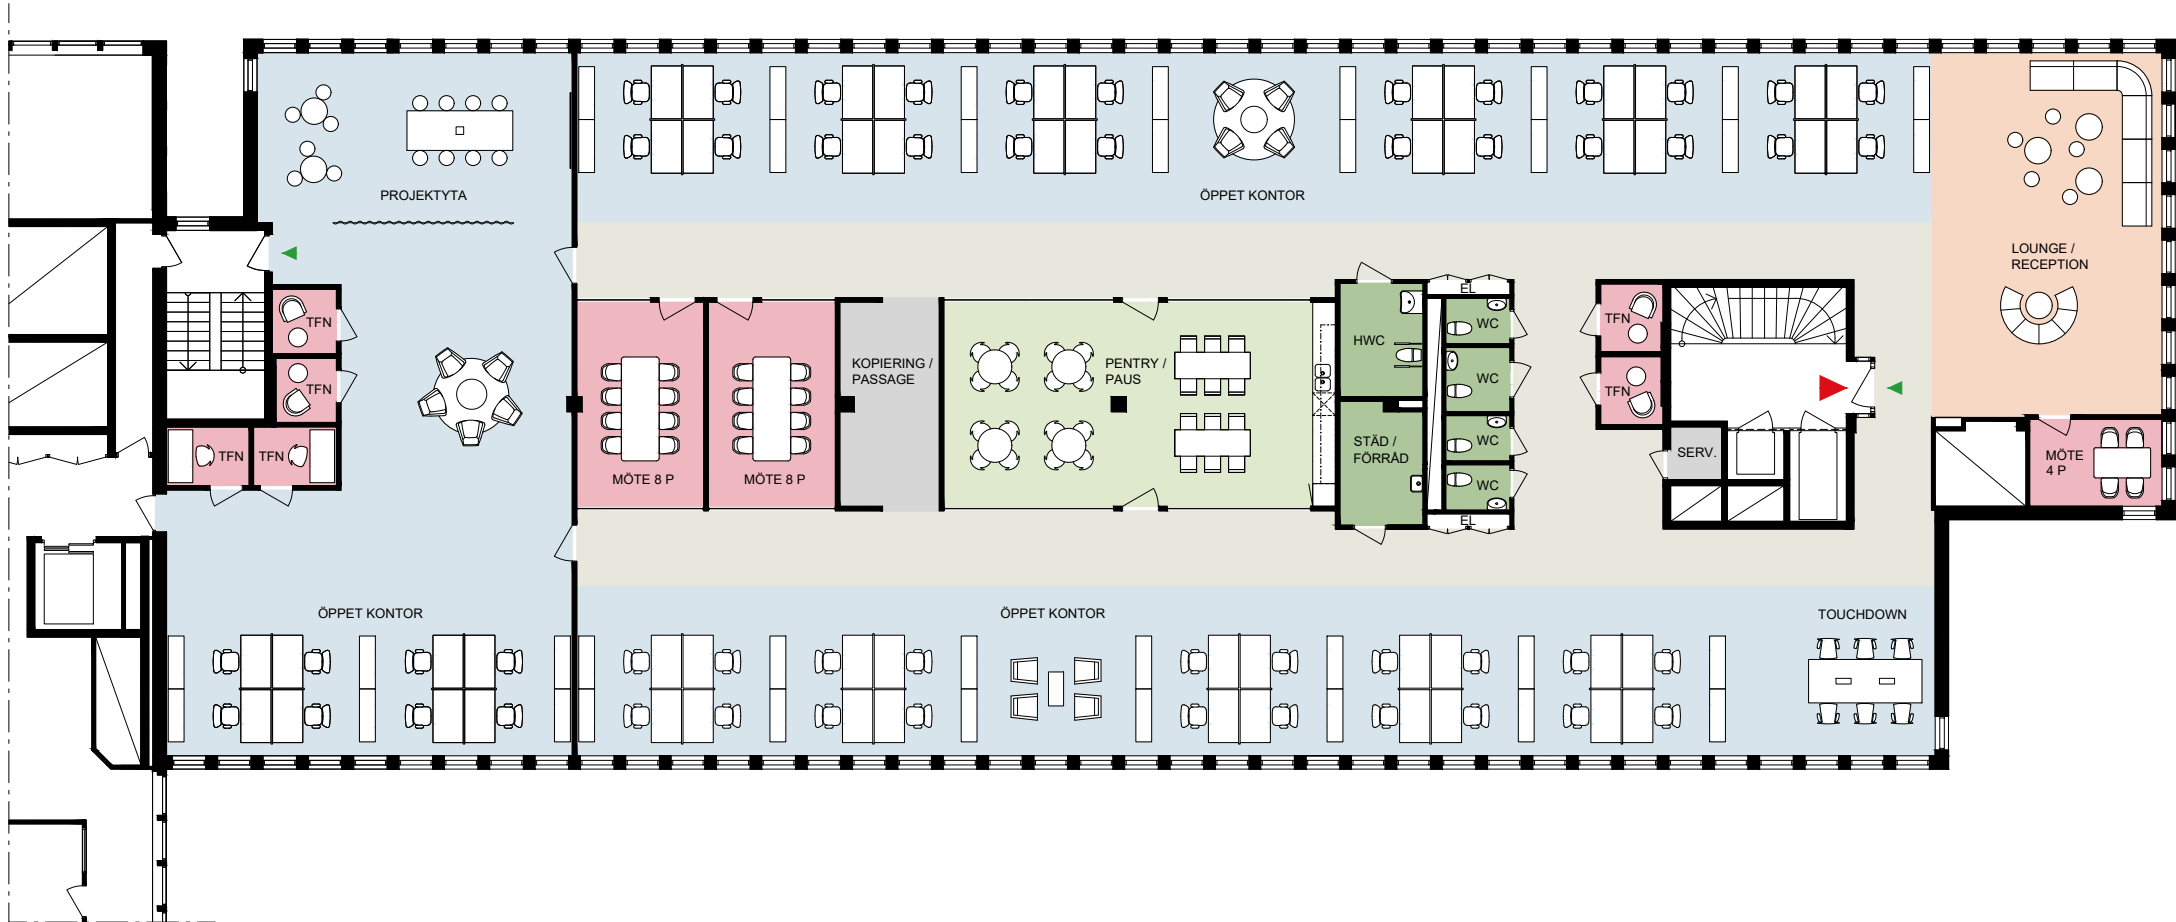 PROJEKTYTA
ÖPPET KONTOR
LOUNGE /
RECEPTION
EL
TFN
TFN
WC
HWC
KOPIERING /
PASSAGE
PENTRY /
PAUS
WC
TFN
TFN
WC
STÄD /
FÖRRÅD
SERV.
MÖTE
4 P
TFN
TFN
MÖTE 8 P
MÖTE 8 P
WC
EL
ÖPPET KONTOR
ÖPPET KONTOR
TOUCHDOWN